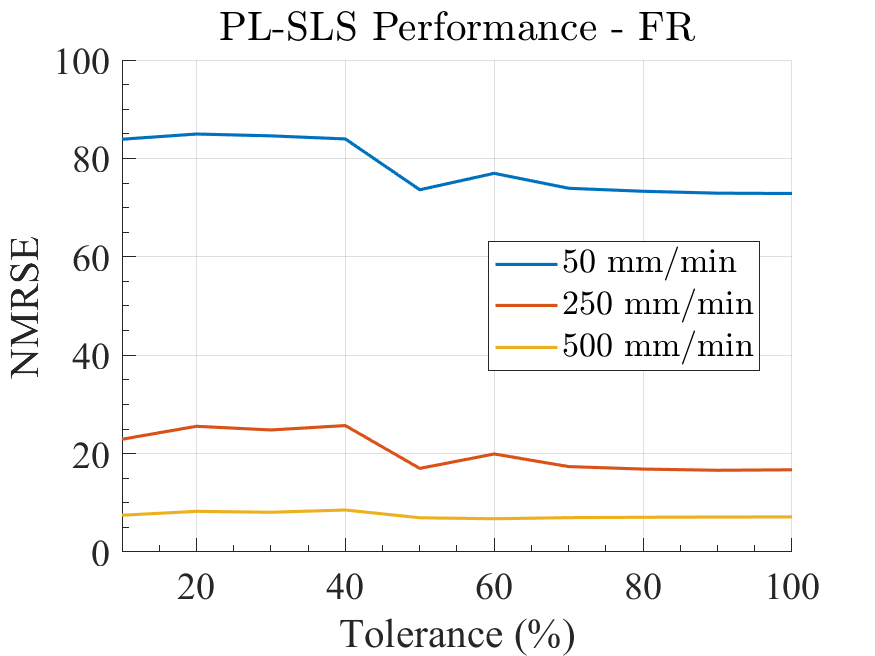 PL-SLS Performance - FR
100
80
60
40
20
0
NMRSE
50 mm/min
250 mm/min
500 mm/min
20 40 60 80 100
Tolerance (%)